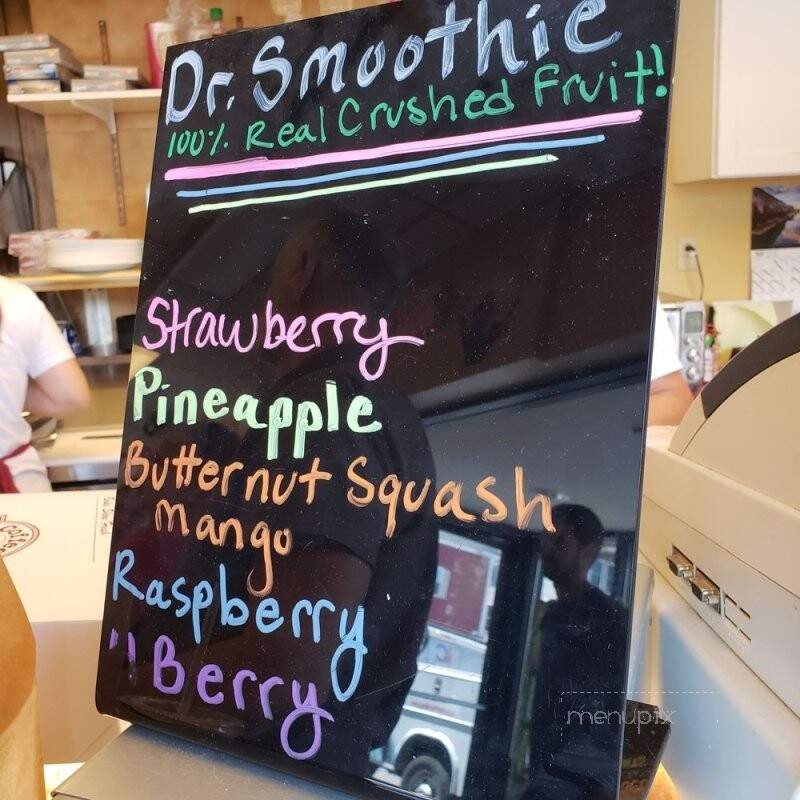 Dr. Smoothie
100% Real Crushed Fruit!
Strawberry
Pineapple
Butternut Squash
Mango
Raspberry
Berry
menupix